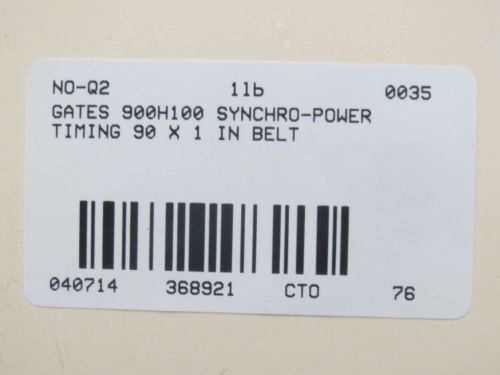 NO-Q2 11b 0035
GATES 900H100 SYNCHRO-POWER
TIMING 90 X 1 IN BELT
040714 368921 CTO 76